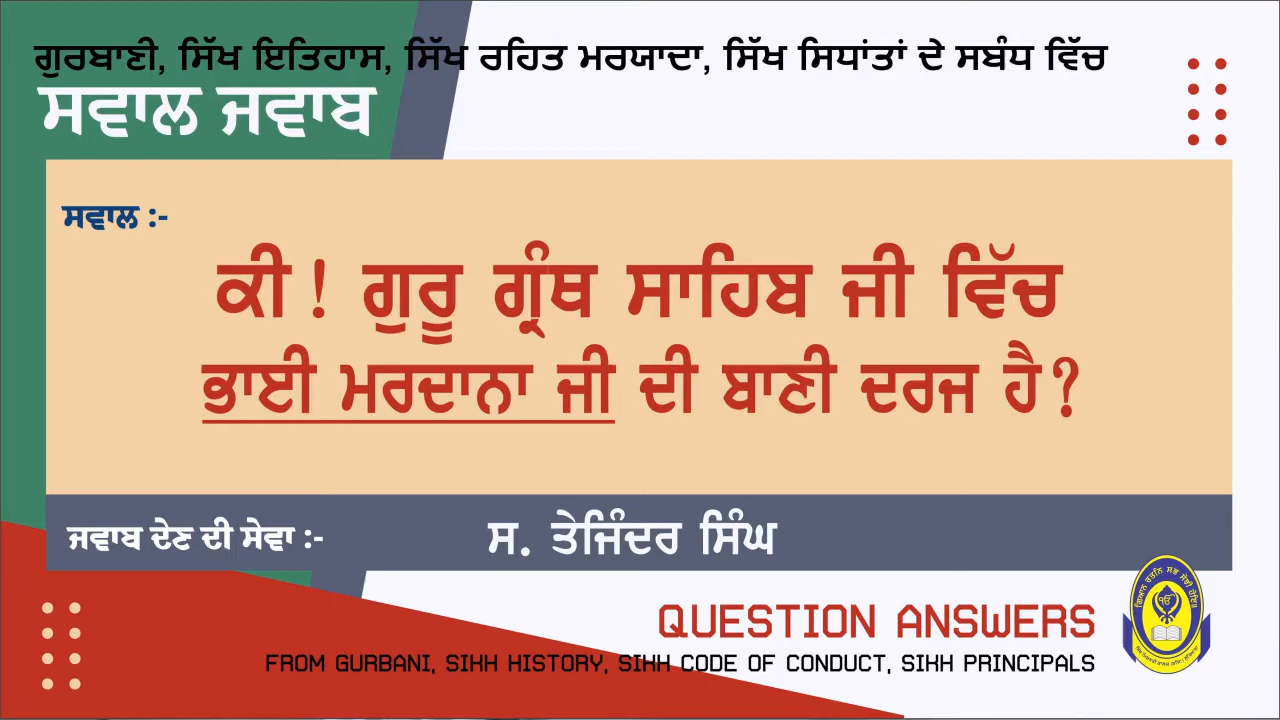 ਗੁਰਬਾਣੀ, ਸਿੱਖ ਇਤਿਹਾਸ, ਸਿੱਖ ਰਹਿਤ ਮਰਯਾਦਾ, ਸਿੱਖ ਸਿਧਾਂਤਾਂ ਦੇ ਸਬੰਧ ਵਿੱਚ
ਸਵਾਲ ਜਵਾਬ
ਸਵਾਲ :-
ਕੀ! ਗੁਰੂ ਗ੍ਰੰਥ ਸਾਹਿਬ ਜੀ ਵਿੱਚ
ਭਾਈ ਮਰਦਾਨਾ ਜੀ ਦੀ ਬਾਣੀ ਦਰਜ ਹੈ?
ਜਵਾਬ ਦੇਣ ਦੀ ਸੇਵਾ :- ਸ. ਤੇਜਿੰਦਰ ਸਿੰਘ
QUESTION ANSWERS
FROM GURBANI, SIKH HISTORY, SIKH CODE OF CONDUCT, SIKH PRINCIPALS